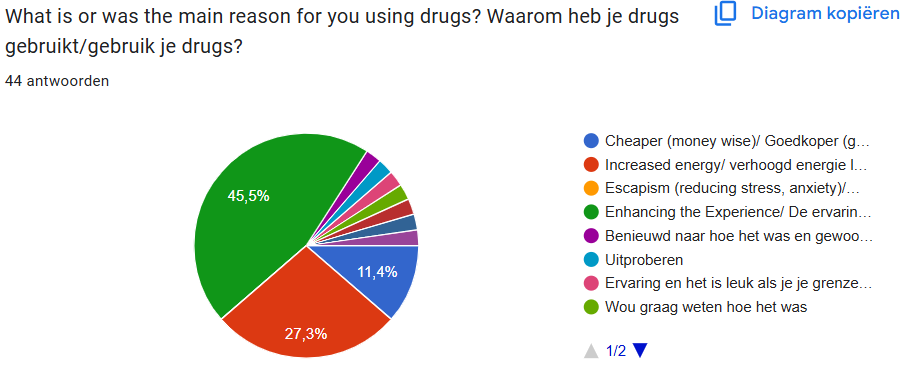 What is or was the main reason for you using drugs? Waarom heb je drugs
gebruikt/gebruik je drugs?
Diagram kopiëren
44 antwoorden
45,5%
11,4%
27,3%
Cheaper (money wise)/ Goedkoper (g...
Increased energy/ verhoogd energie l...
Escapism (reducing stress, anxiety)/...
Enhancing the Experience/ De ervarin...
Benieuwd naar hoe het was en gewoo...
Uitproberen
Ervaring en het is leuk als je je grenze...
Wou graag weten hoe het was
1/2